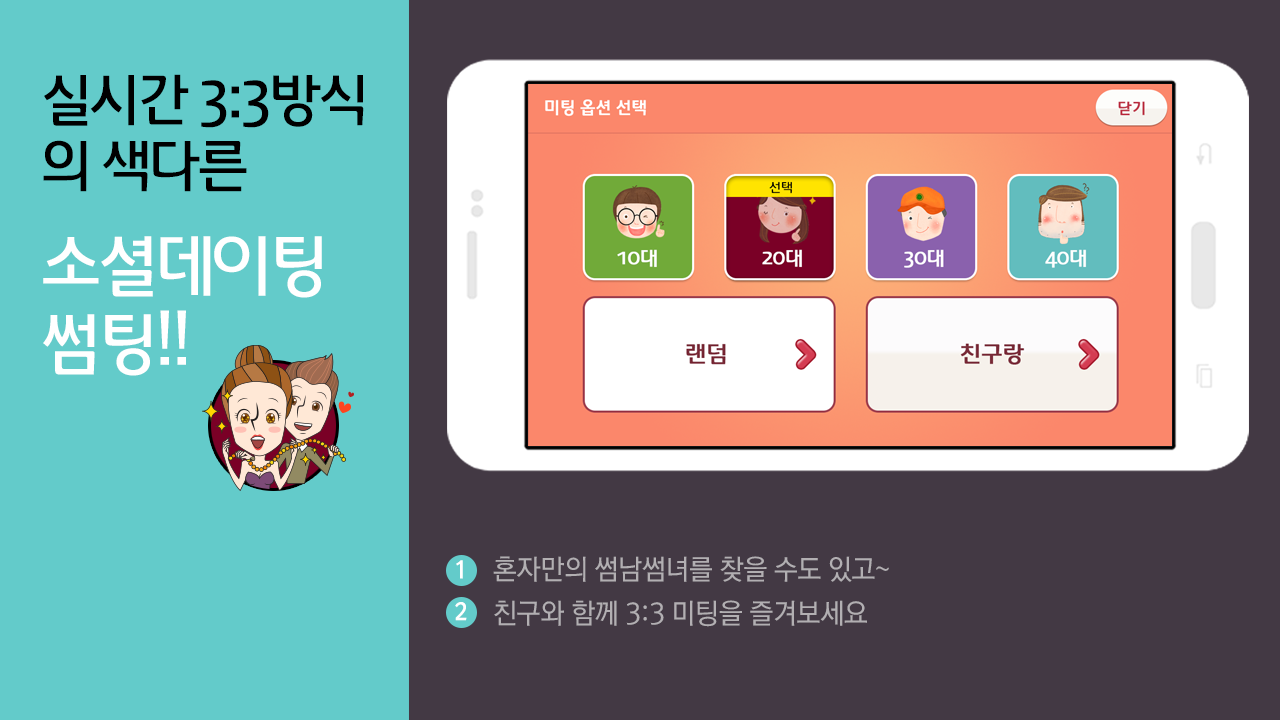 실시간 3:3방식
의 색다른
소셜데이팅
썸팅!!
미팅 옵션 선택
닫기
선택
10대
20대
30대
40대
랜덤
친구랑
1 혼자만의 썸남썸녀를 찾을 수도 있고~
2 친구와 함께 3:3 미팅을 즐겨보세요